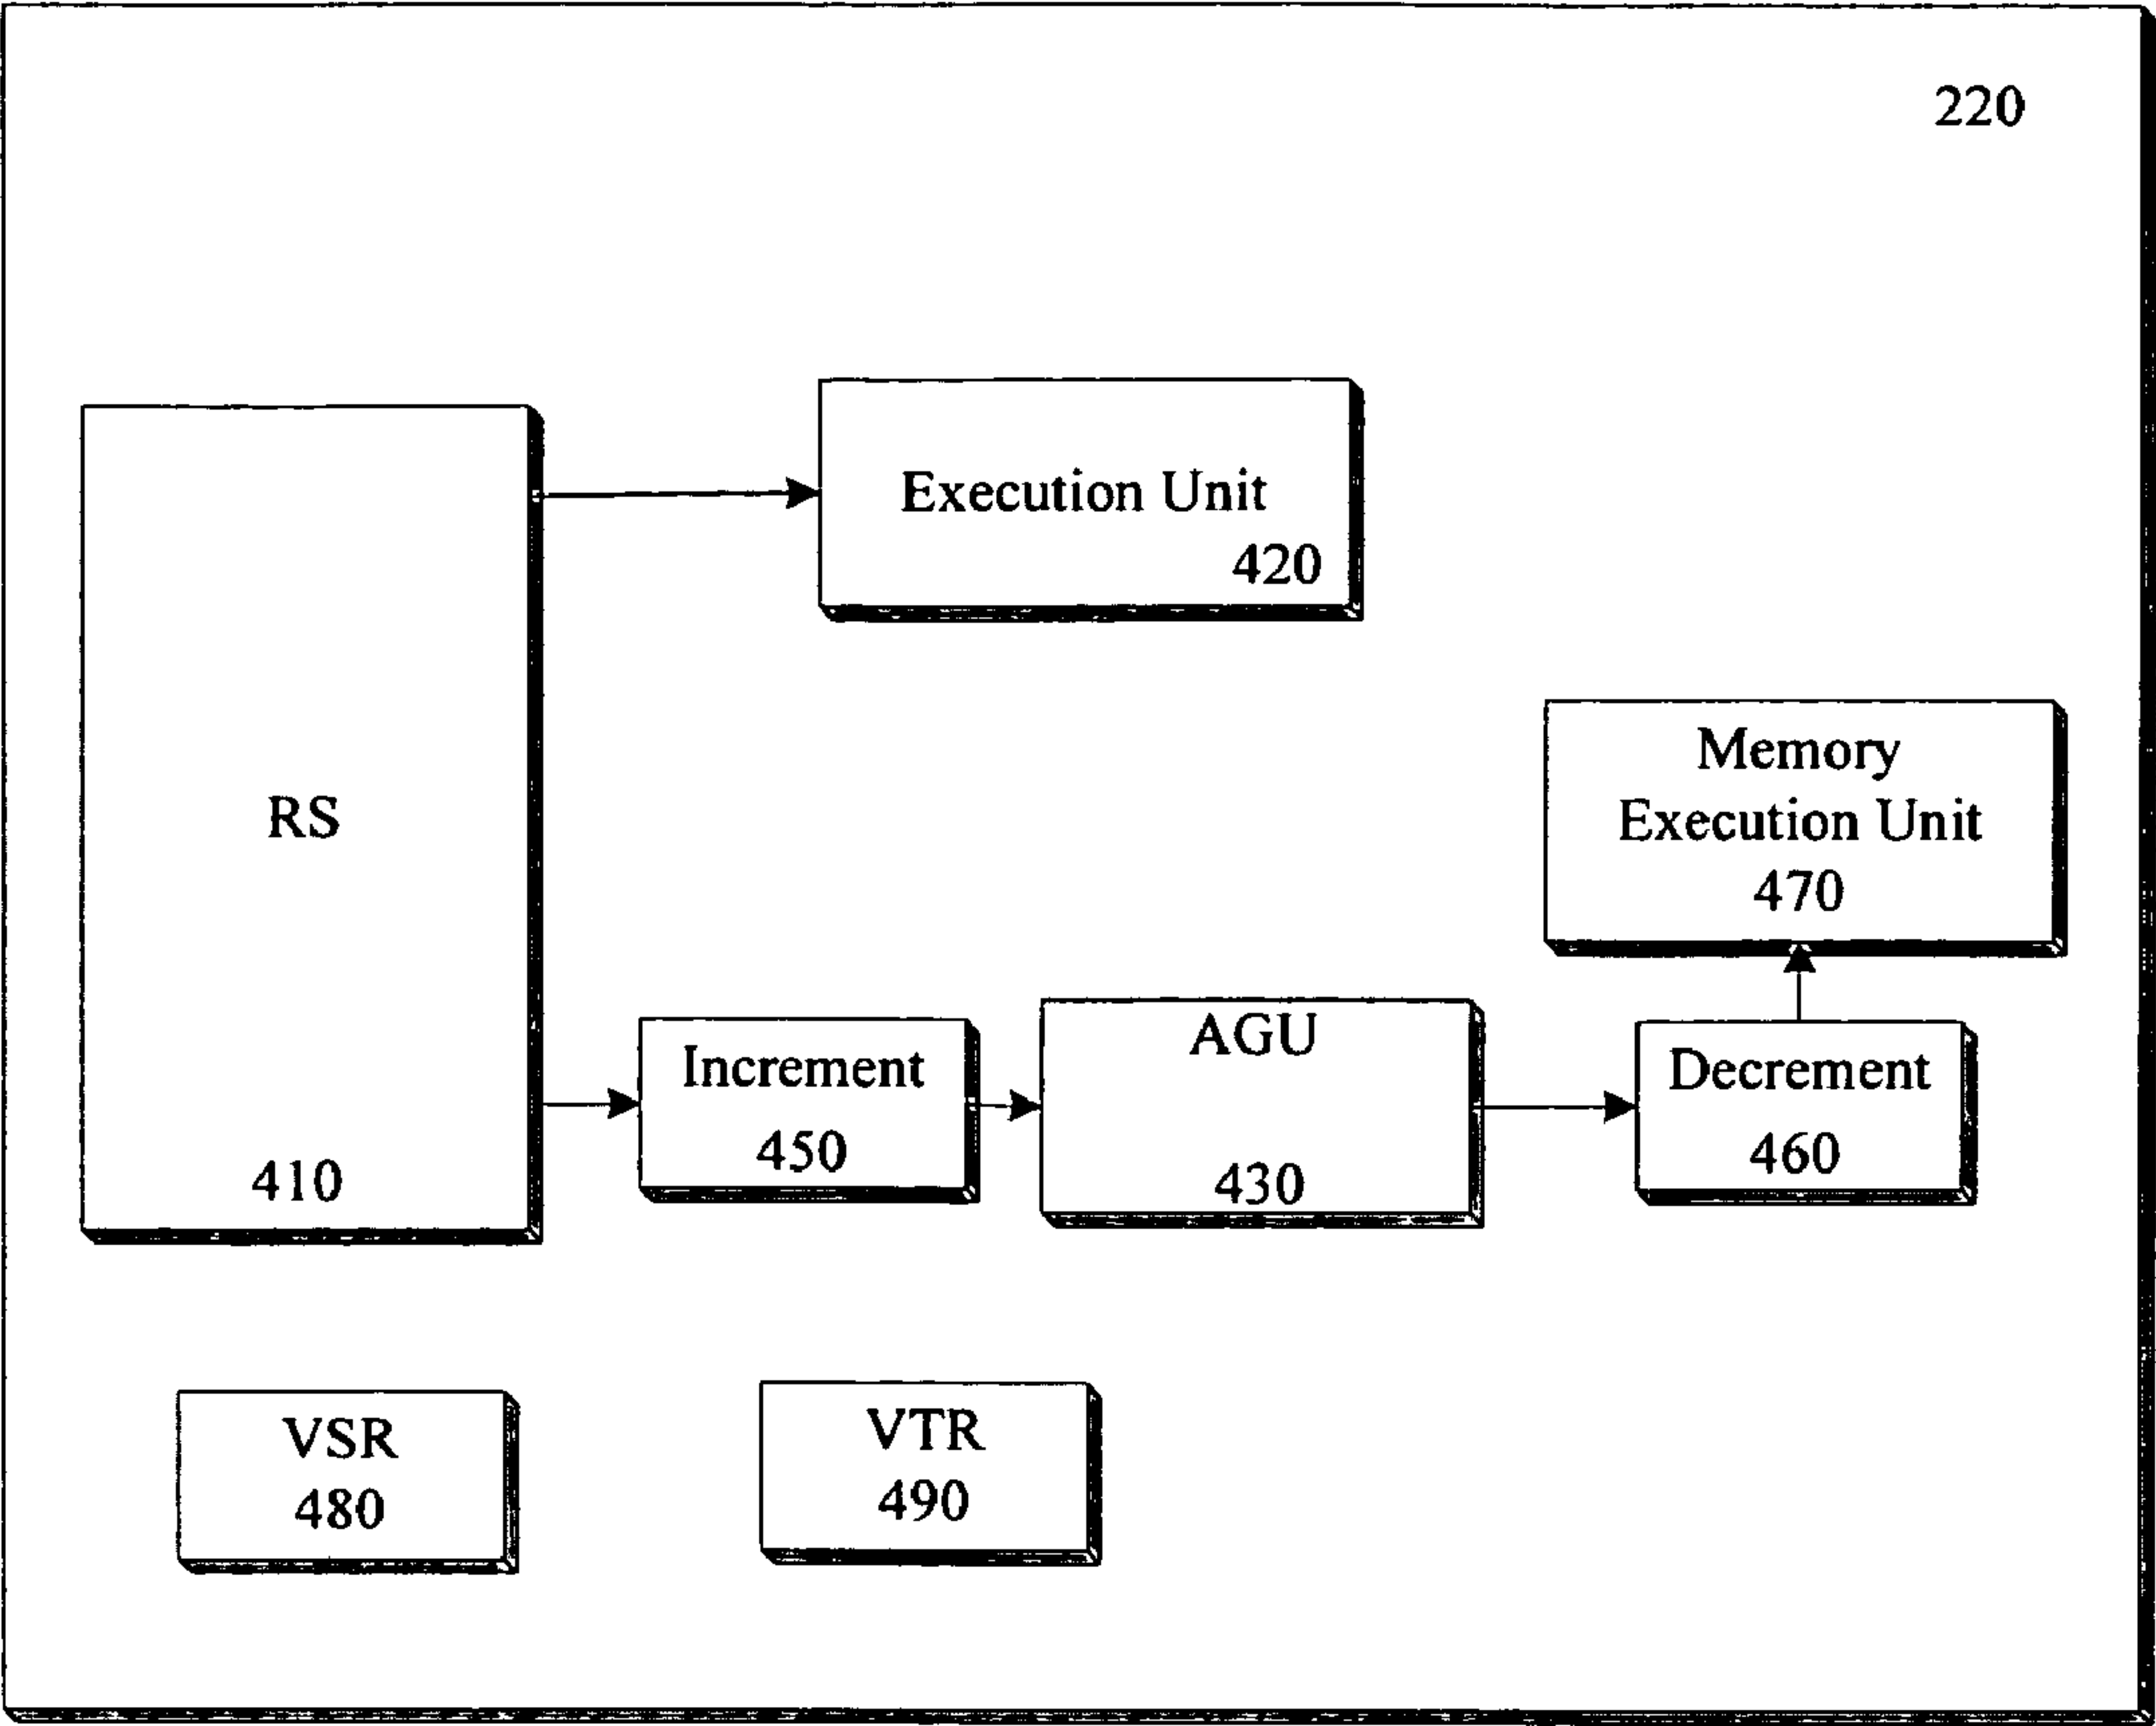 220
Execution Unit
420
RS
410
Memory
Execution Unit
470
Increment
450
AGU
430
Decrement
460
VSR
480
VTR
490